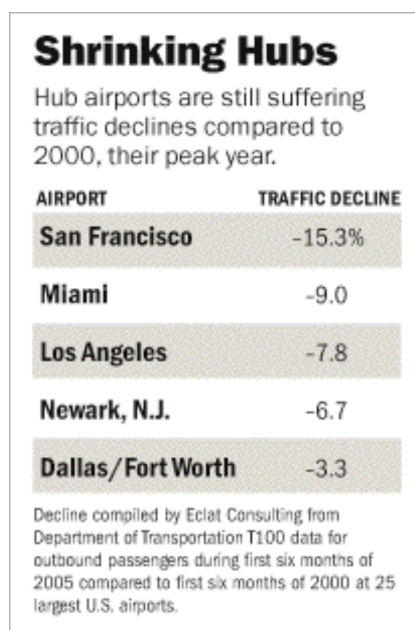 Shrinking Hubs
Hub airports are still suffering
traffic declines compared to
2000, their peak year.
AIRPORT TRAFFIC DECLINE
San Francisco –15.3%
Miami –9.0
Los Angeles –7.8
Newark, N.J. –6.7
Dallas/Fort Worth –3.3
Decline compiled by Eclat Consulting from
Department of Transportation T100 data for
outbound passengers during first six months of
2005 compared to first six months of 2000 at 25
largest U.S. airports.